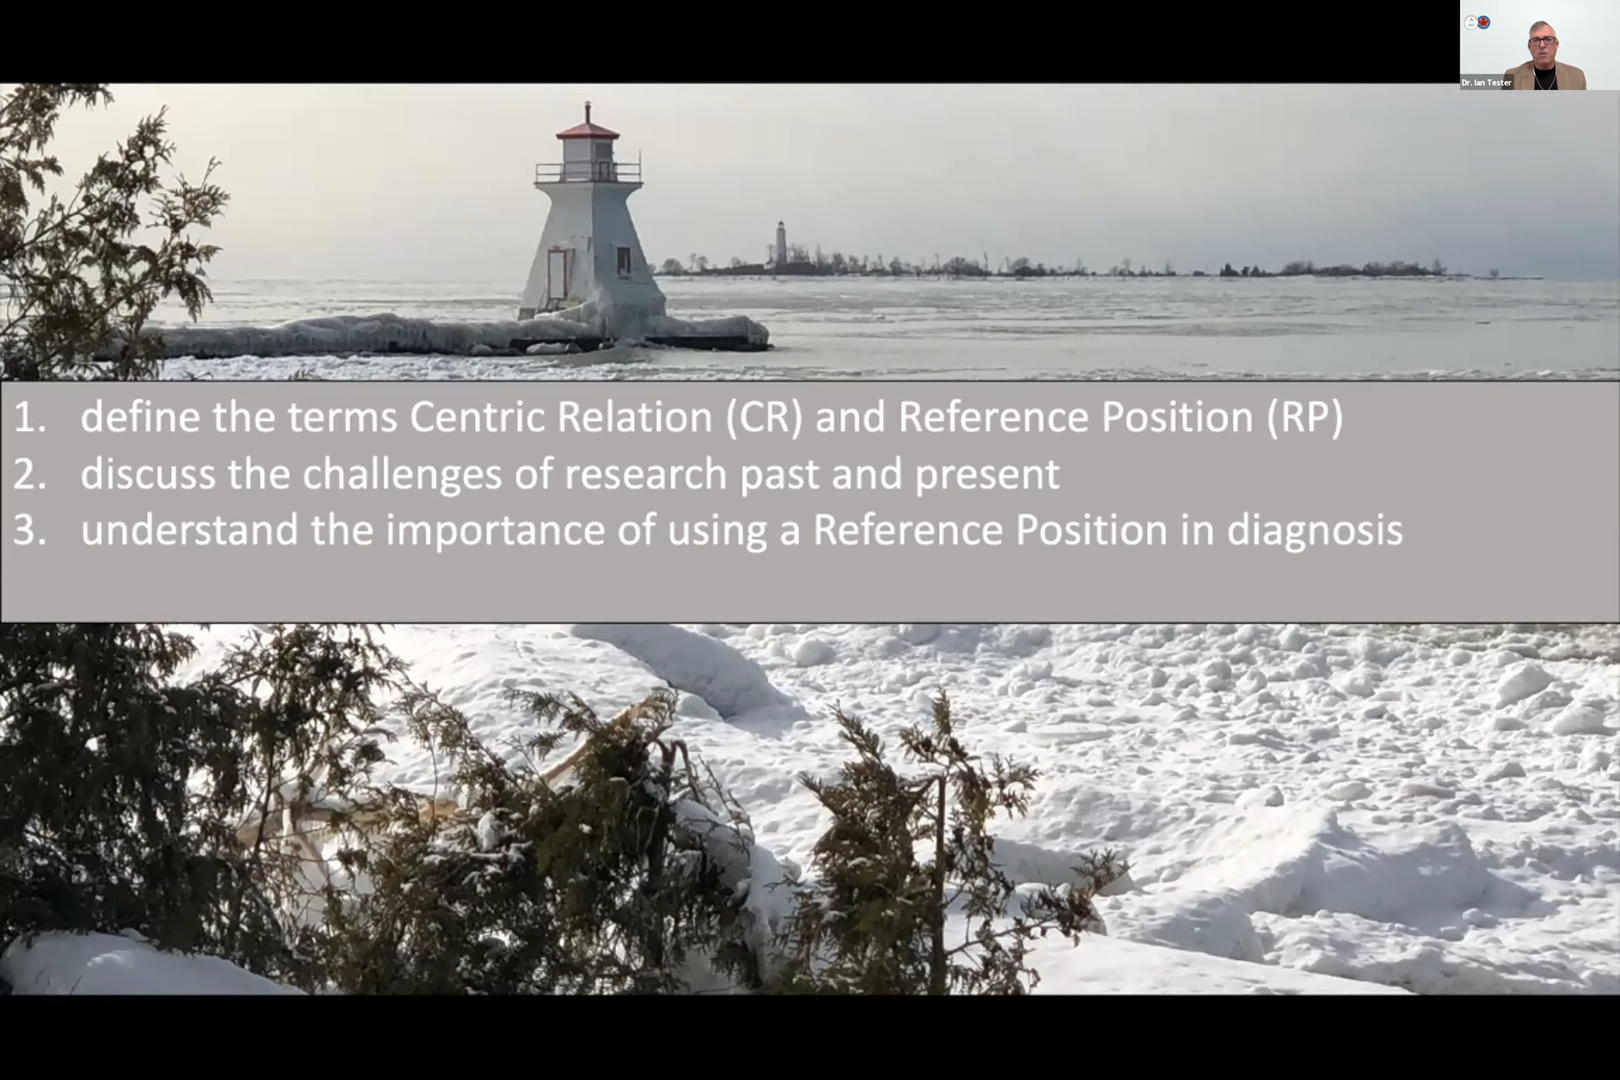 Dr. Ian Tester
1. define the terms Centric Relation (CR) and Reference Position (RP)
2. discuss the challenges of research past and present
3. understand the importance of using a Reference Position in diagnosis